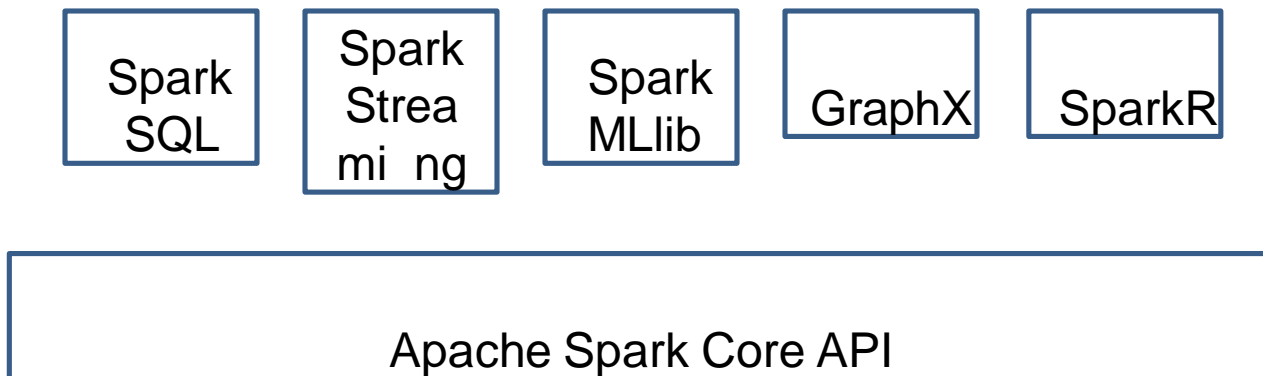 Spark
SQL
Spark
Strea
mi ng
Spark
MLlib
GraphX
SparkR
Apache Spark Core API